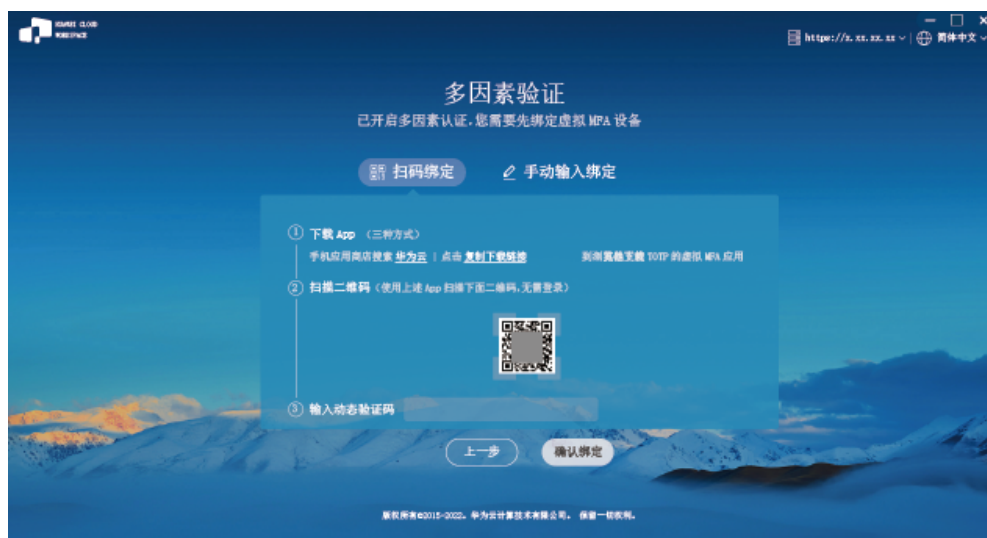 HUAWEI CLOUD
WORKSPACE
https://x.xx.xx.xx
简体中文
多因素验证
已开启多因素认证，您需要先绑定虚拟 MFA 设备
扫码绑定
手动输入绑定
① 下载 App （三种方式）
手机应用商店搜索 华为云 | 点击 复制下载链接
TOTP 的虚拟 MFA 应用
② 扫描二维码（使用上述 App 扫描下面二维码，无需登录）
③ 输入动态验证码
上一步
确认绑定
版权所有©2015-2022。华为云计算技术有限公司。 保留一切权利。